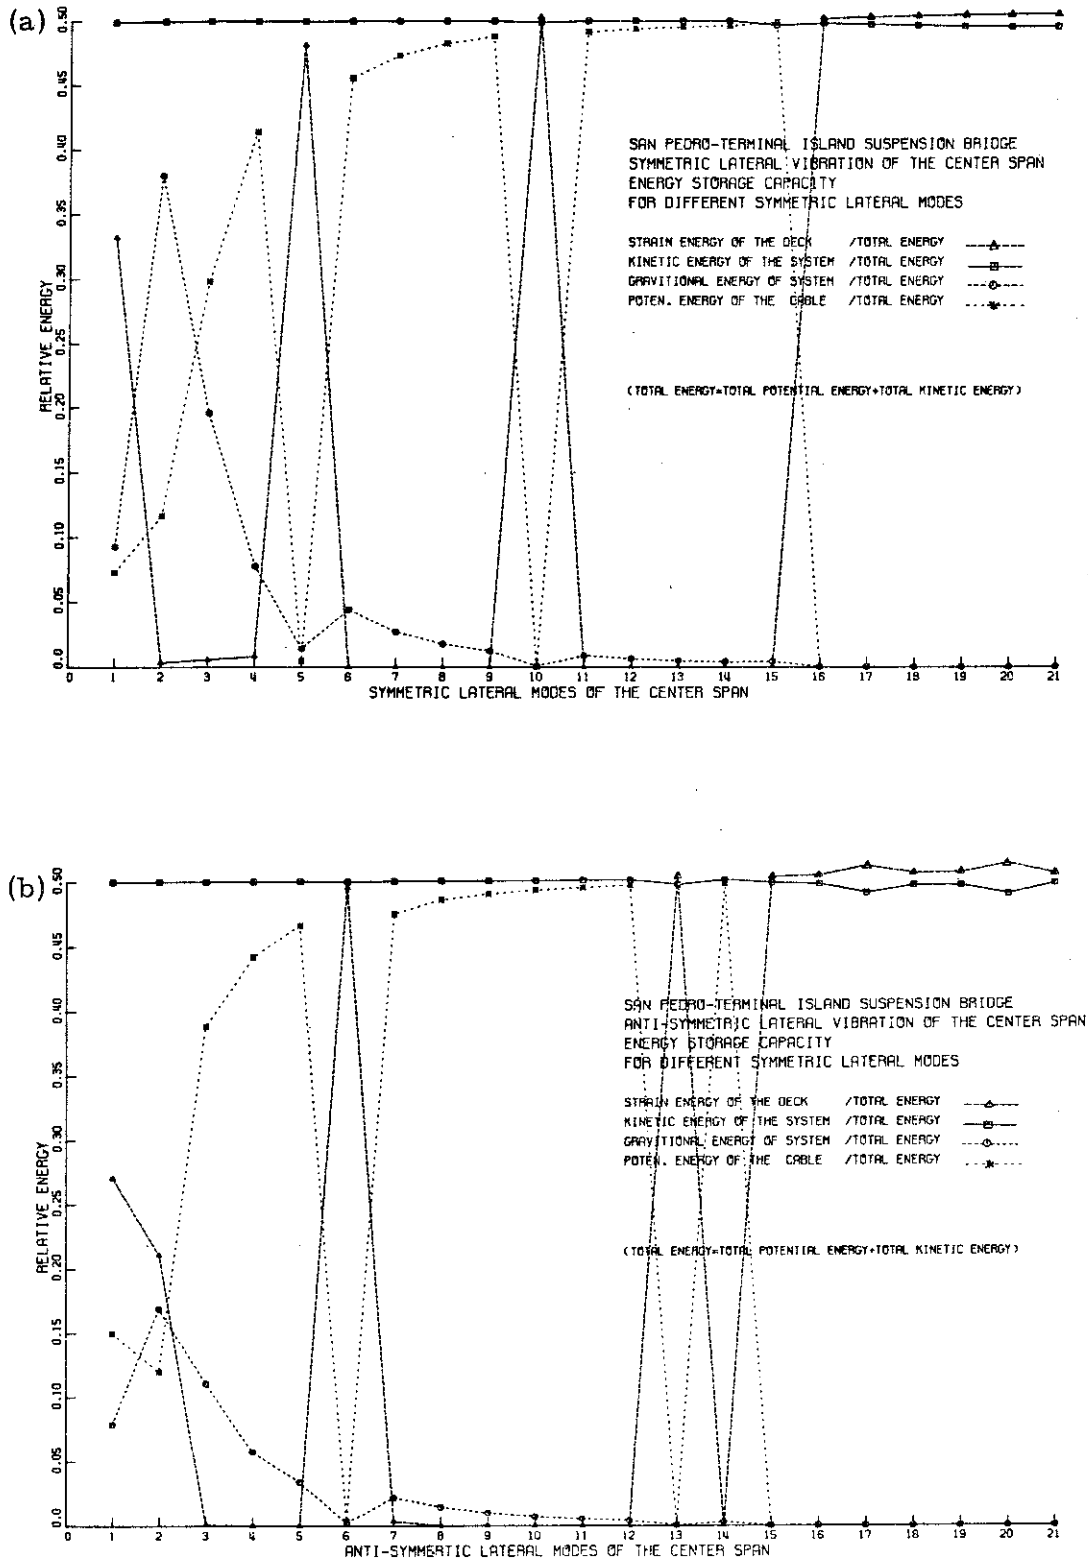 (a)
0.50
0.45
0.40
0.35
0.30
0.25
0.20
0.15
0.10
0.05
0.0
RELATIVE ENERGY
SAN PEDRO-TERMINAL ISLAND SUSPENSION BRIDGE
SYMMETRIC LATERAL VIBRATION OF THE CENTER SPAN
ENERGY STORAGE CAPACITY
FOR DIFFERENT SYMMETRIC LATERAL MODES
STRAIN ENERGY OF THE DECK /TOTAL ENERGY
KINETIC ENERGY OF THE SYSTEM /TOTAL ENERGY
GRAVITIONAL ENERGY OF SYSTEM /TOTAL ENERGY
POTEN. ENERGY OF THE CABLE /TOTAL ENERGY
(TOTAL ENERGY=TOTAL POTENTIAL ENERGY+TOTAL KINETIC ENERGY)
0 1 2 3 4 5 6 7 8 9 10 11 12 13 14 15 16 17 18 19 20 21
SYMMETRIC LATERAL MODES OF THE CENTER SPAN
(b)
0.50
0.45
0.40
0.35
0.30
0.25
0.20
0.15
0.10
0.05
0.0
RELATIVE ENERGY
SAN PEDRO-TERMINAL ISLAND SUSPENSION BRIDGE
ANTI-SYMMETRIC LATERAL VIBRATION OF THE CENTER SPAN
ENERGY STORAGE CAPACITY
FOR DIFFERENT SYMMETRIC LATERAL MODES
STRAIN ENERGY OF THE DECK /TOTAL ENERGY
KINETIC ENERGY OF THE SYSTEM /TOTAL ENERGY
GRAVITIONAL ENERGY OF SYSTEM /TOTAL ENERGY
POTEN. ENERGY OF THE CABLE /TOTAL ENERGY
(TOTAL ENERGY=TOTAL POTENTIAL ENERGY+TOTAL KINETIC ENERGY)
0 1 2 3 4 5 6 7 8 9 10 11 12 13 14 15 16 17 18 19 20 21
ANTI-SYMMERTIC LATERAL MODES OF THE CENTER SPAN